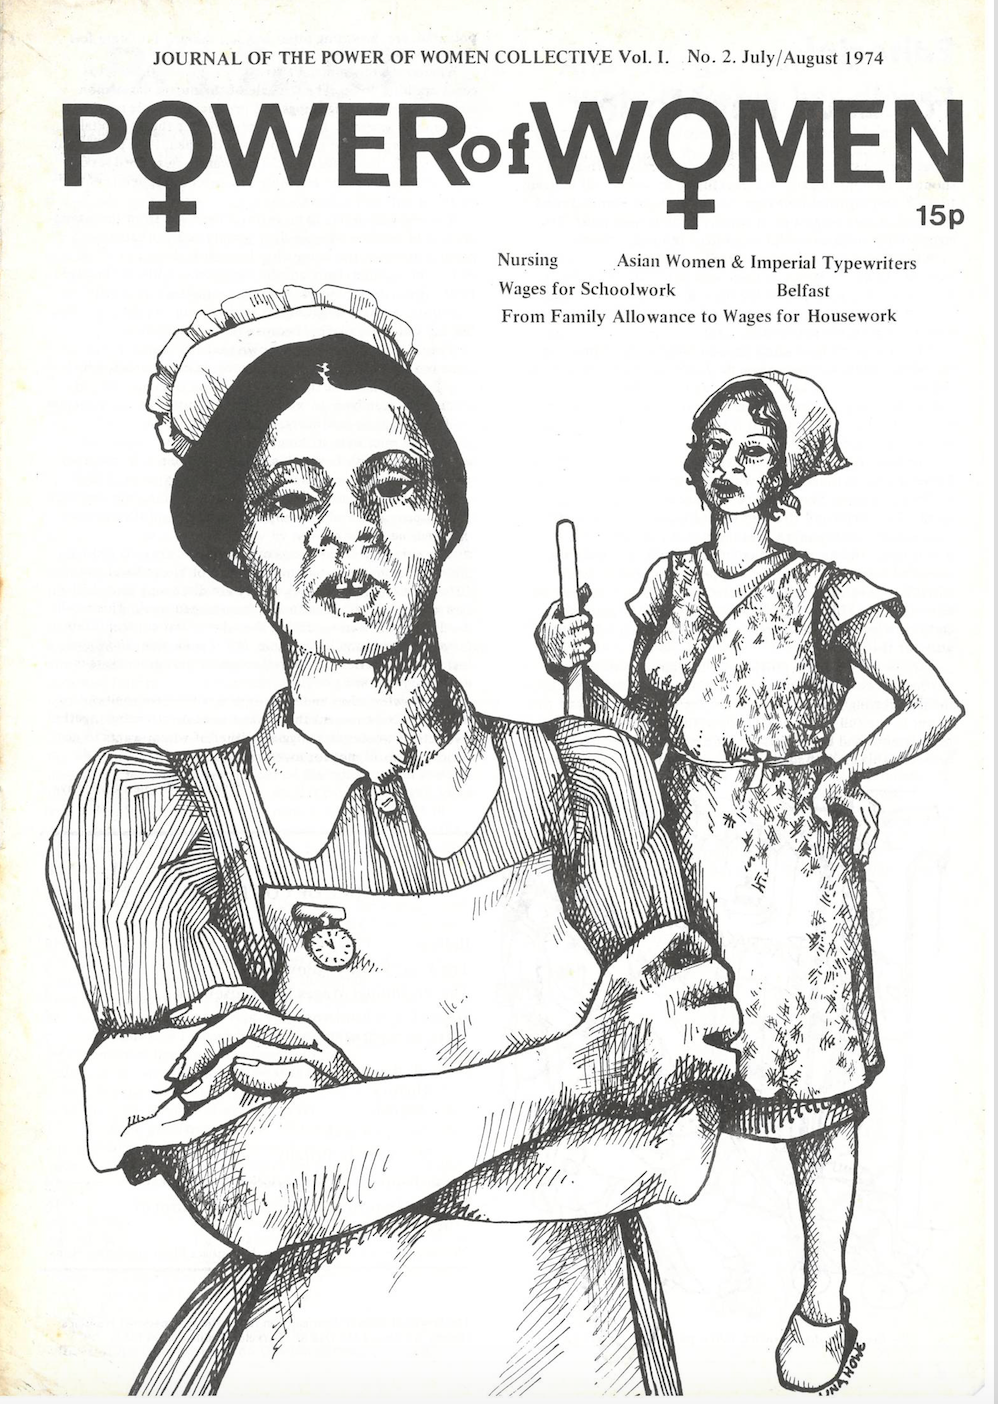 JOURNAL OF THE POWER OF WOMEN COLLECTIVE Vol. I. No. 2. July/August 1974
POWER of WOMEN
15p
Nursing Asian Women & Imperial Typewriters
Wages for Schoolwork Belfast
From Family Allowance to Wages for Housework
HOWE